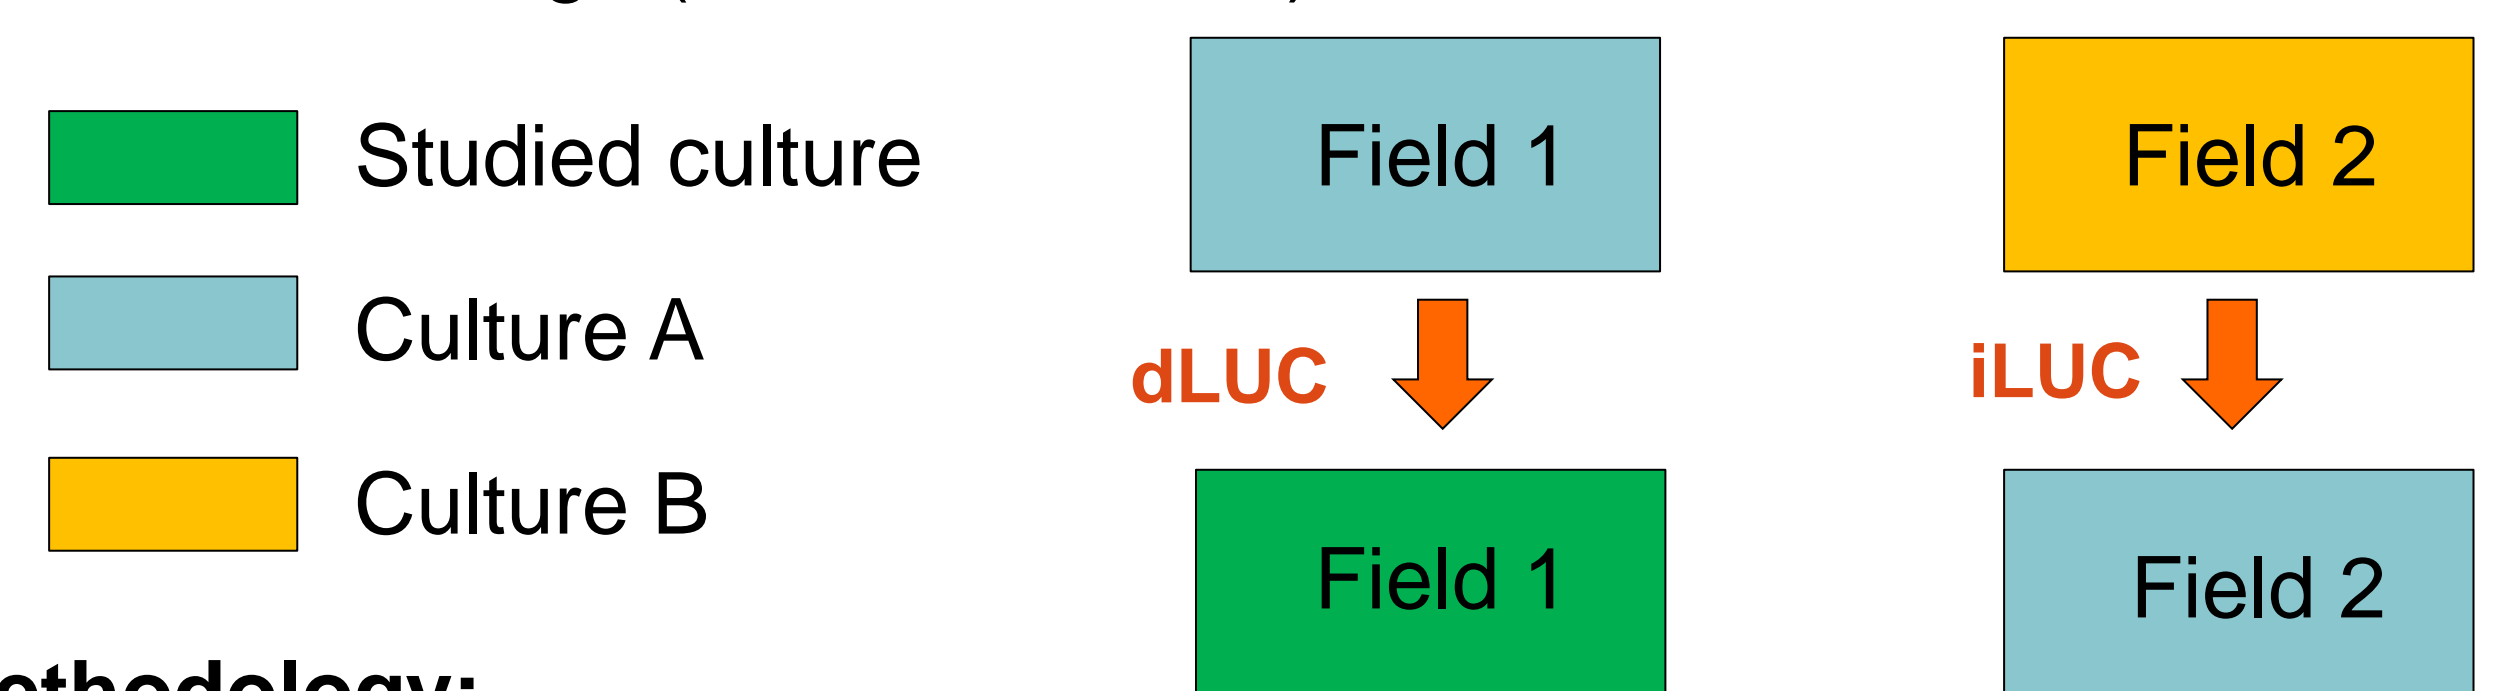 Studied culture
Culture A
Culture B
Field 1
Field 2
dLUC
iLUC
Field 1
Field 2